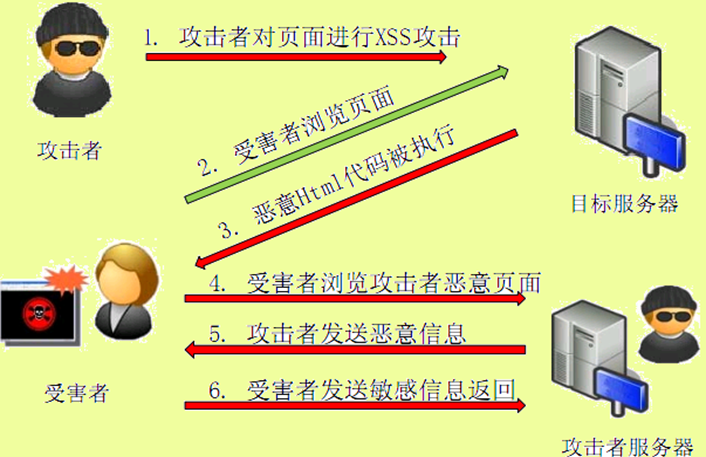 1. 攻击者对页面进行XSS攻击
攻击者
2. 受害者浏览页面
3. 恶意Html代码被执行
目标服务器
4. 受害者浏览攻击者恶意页面
5. 攻击者发送恶意信息
6. 受害者发送敏感信息返回
受害者
攻击者服务器